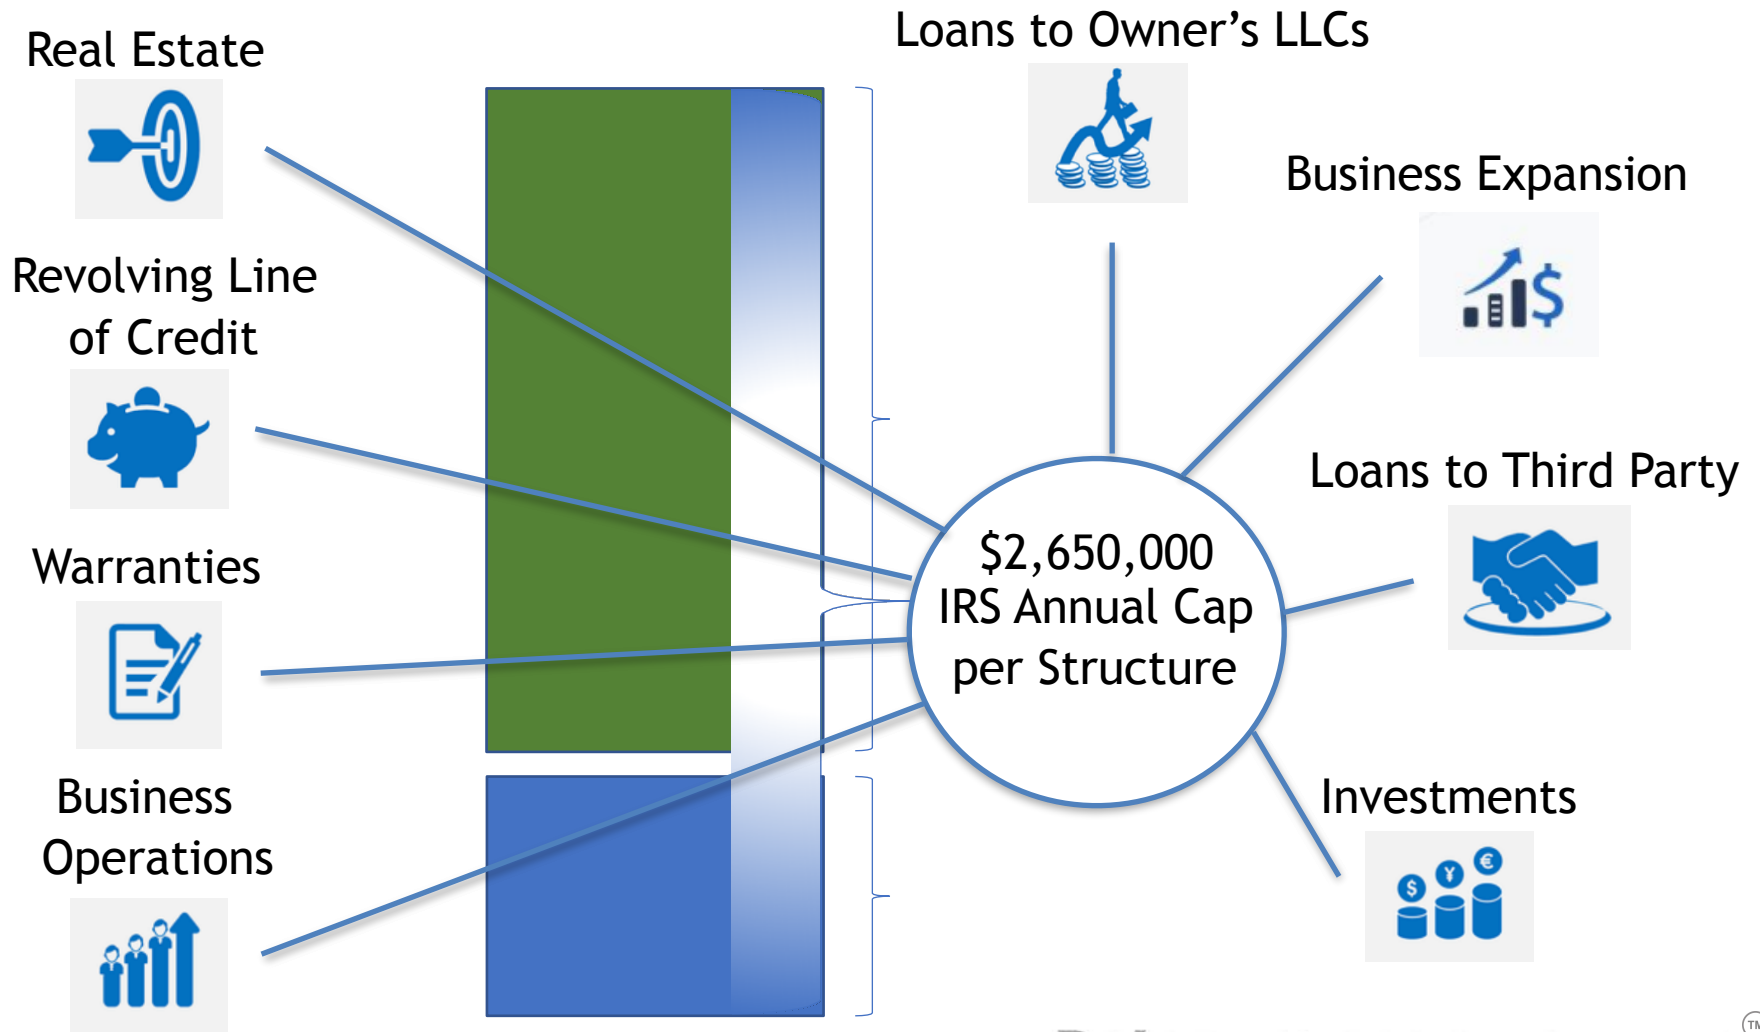 Real Estate
Loans to Owner's LLCs
Business Expansion
Revolving Line
of Credit
Loans to Third Party
Warranties
$2,650,000
IRS Annual Cap
per Structure
Business
Operations
Investments
$ ¥ €
$
TM